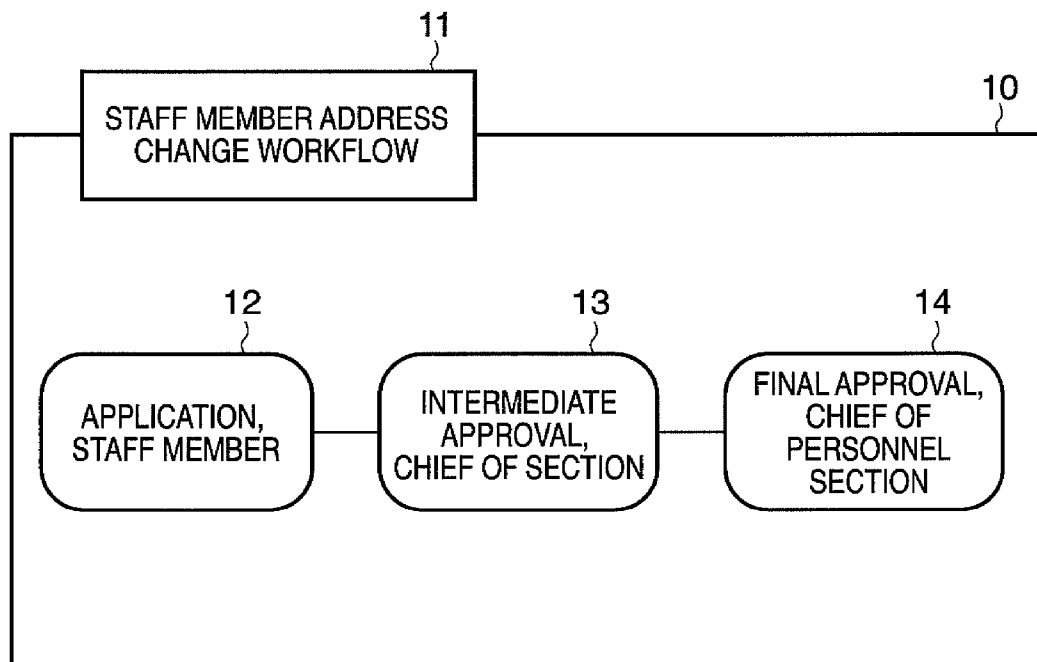 11
STAFF MEMBER ADDRESS
CHANGE WORKFLOW
10
12
APPLICATION,
STAFF MEMBER
13
INTERMEDIATE
APPROVAL,
CHIEF OF SECTION
14
FINAL APPROVAL,
CHIEF OF
PERSONNEL
SECTION